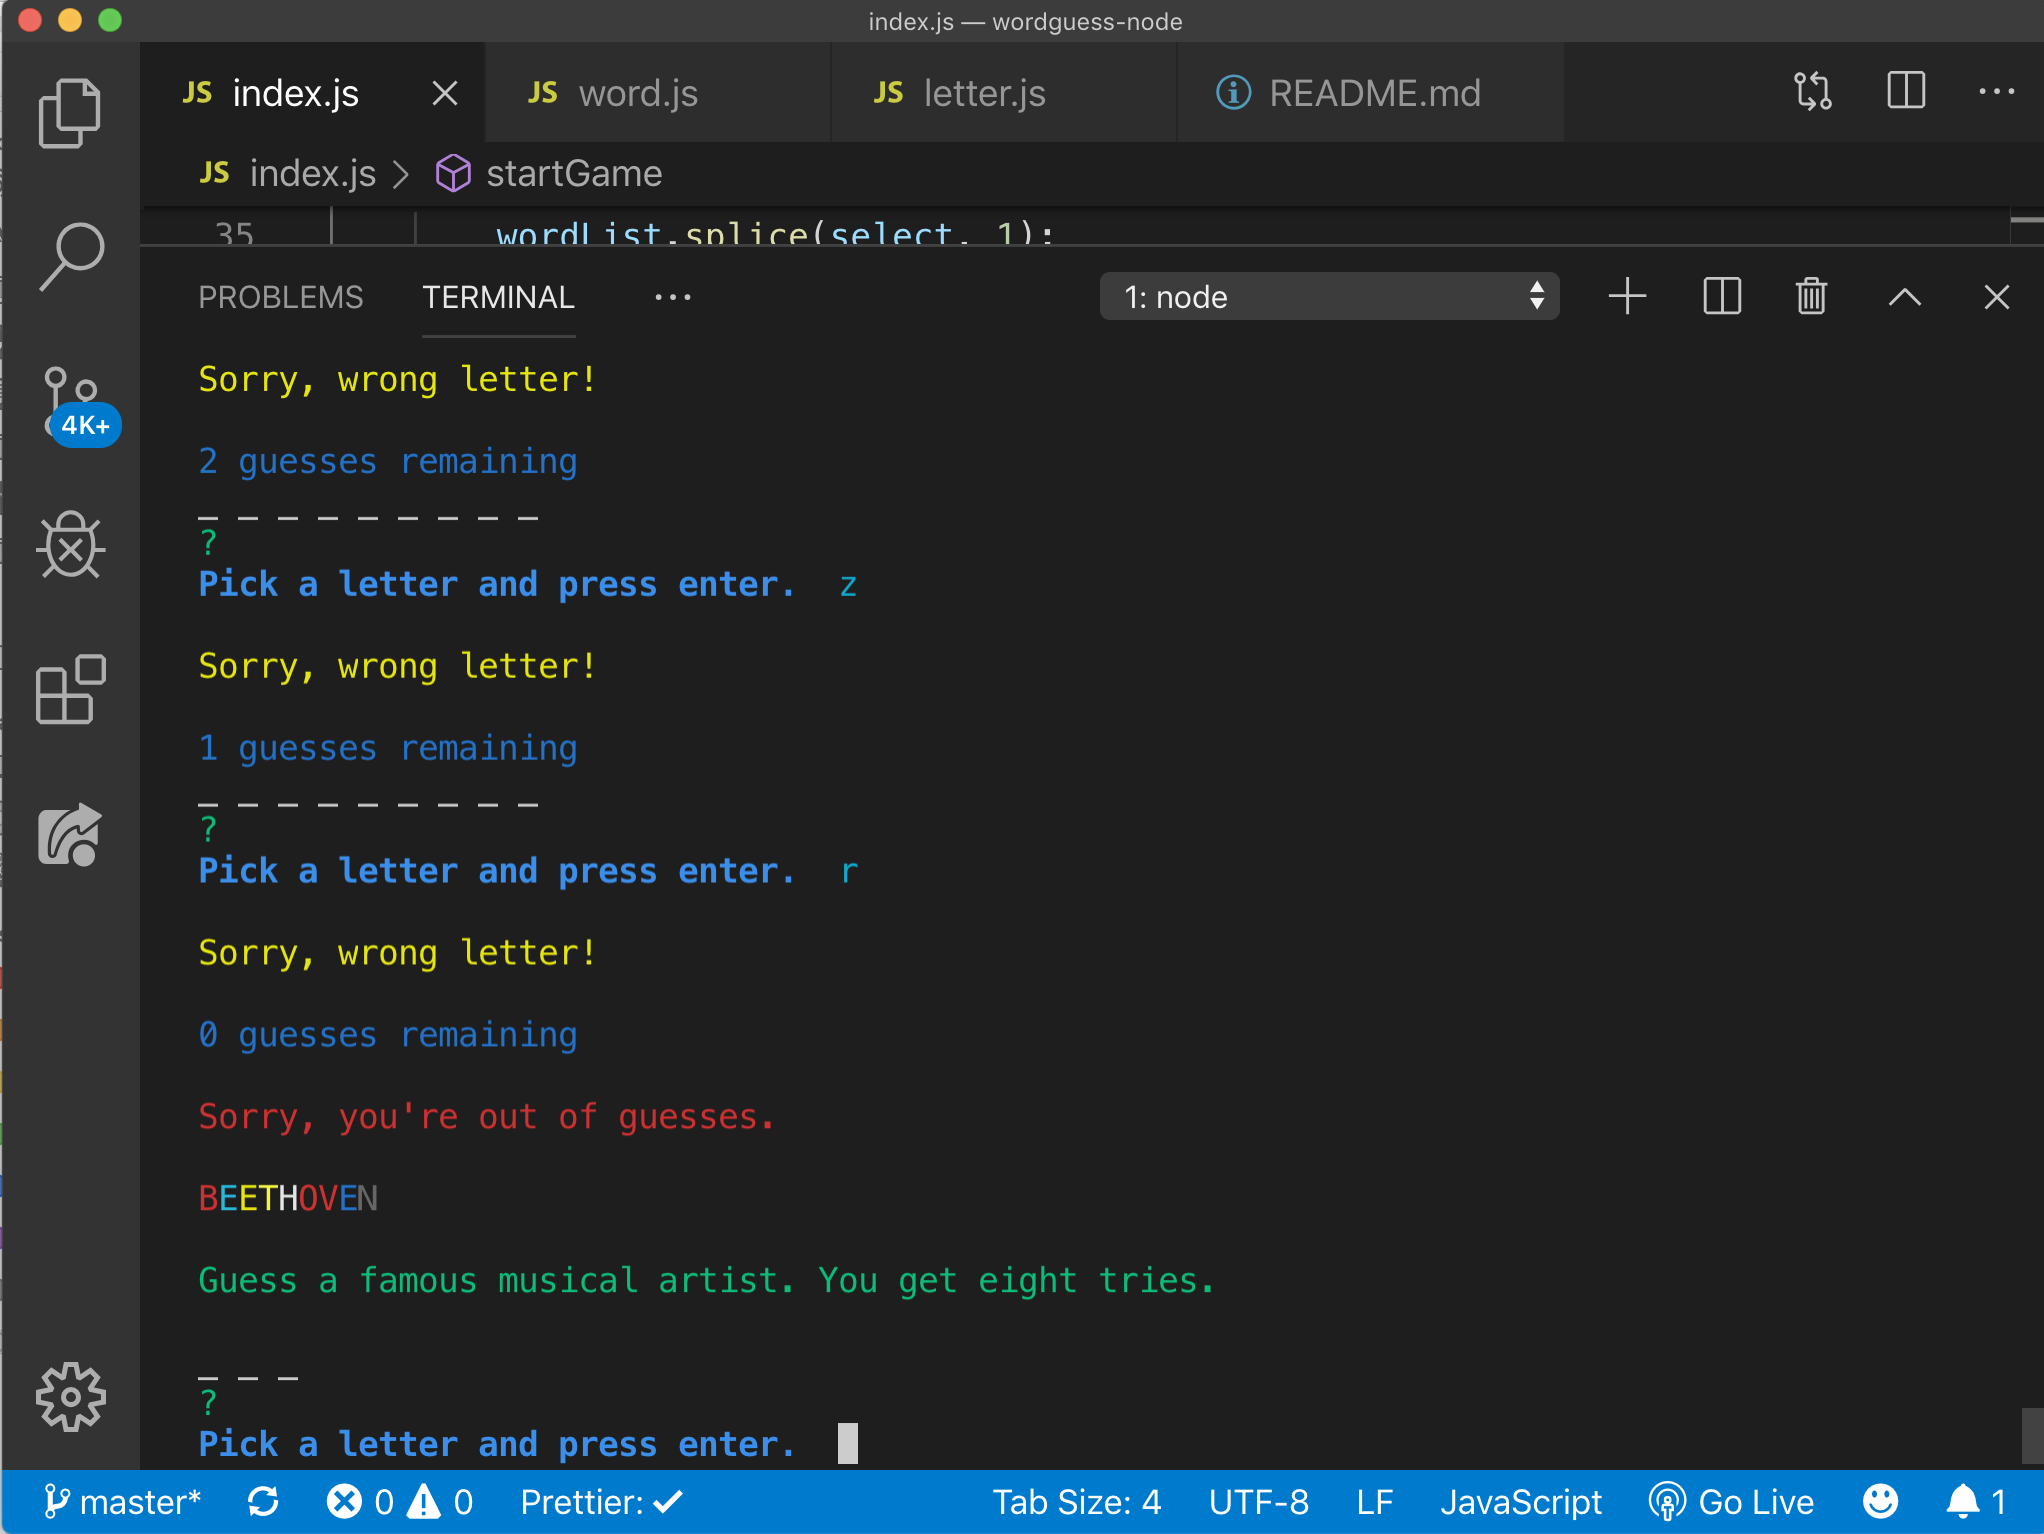 index.js — wordguess-node
JS index.js
JS word.js
JS letter.js
README.md
JS index.js > startGame
35 wordList.splice(select, 1);
PROBLEMS TERMINAL ... 1: node
Sorry, wrong letter!
2 guesses remaining
_ _ _ _ _ _ _ _ _
?
Pick a letter and press enter. z
Sorry, wrong letter!
1 guesses remaining
_ _ _ _ _ _ _ _ _
?
Pick a letter and press enter. r
Sorry, wrong letter!
0 guesses remaining
Sorry, you're out of guesses.
BEETHOVEN
Guess a famous musical artist. You get eight tries.
_ _ _
?
Pick a letter and press enter.
4K+
master* 0 0 Prettier: ✓ Tab Size: 4 UTF-8 LF JavaScript Go Live 1